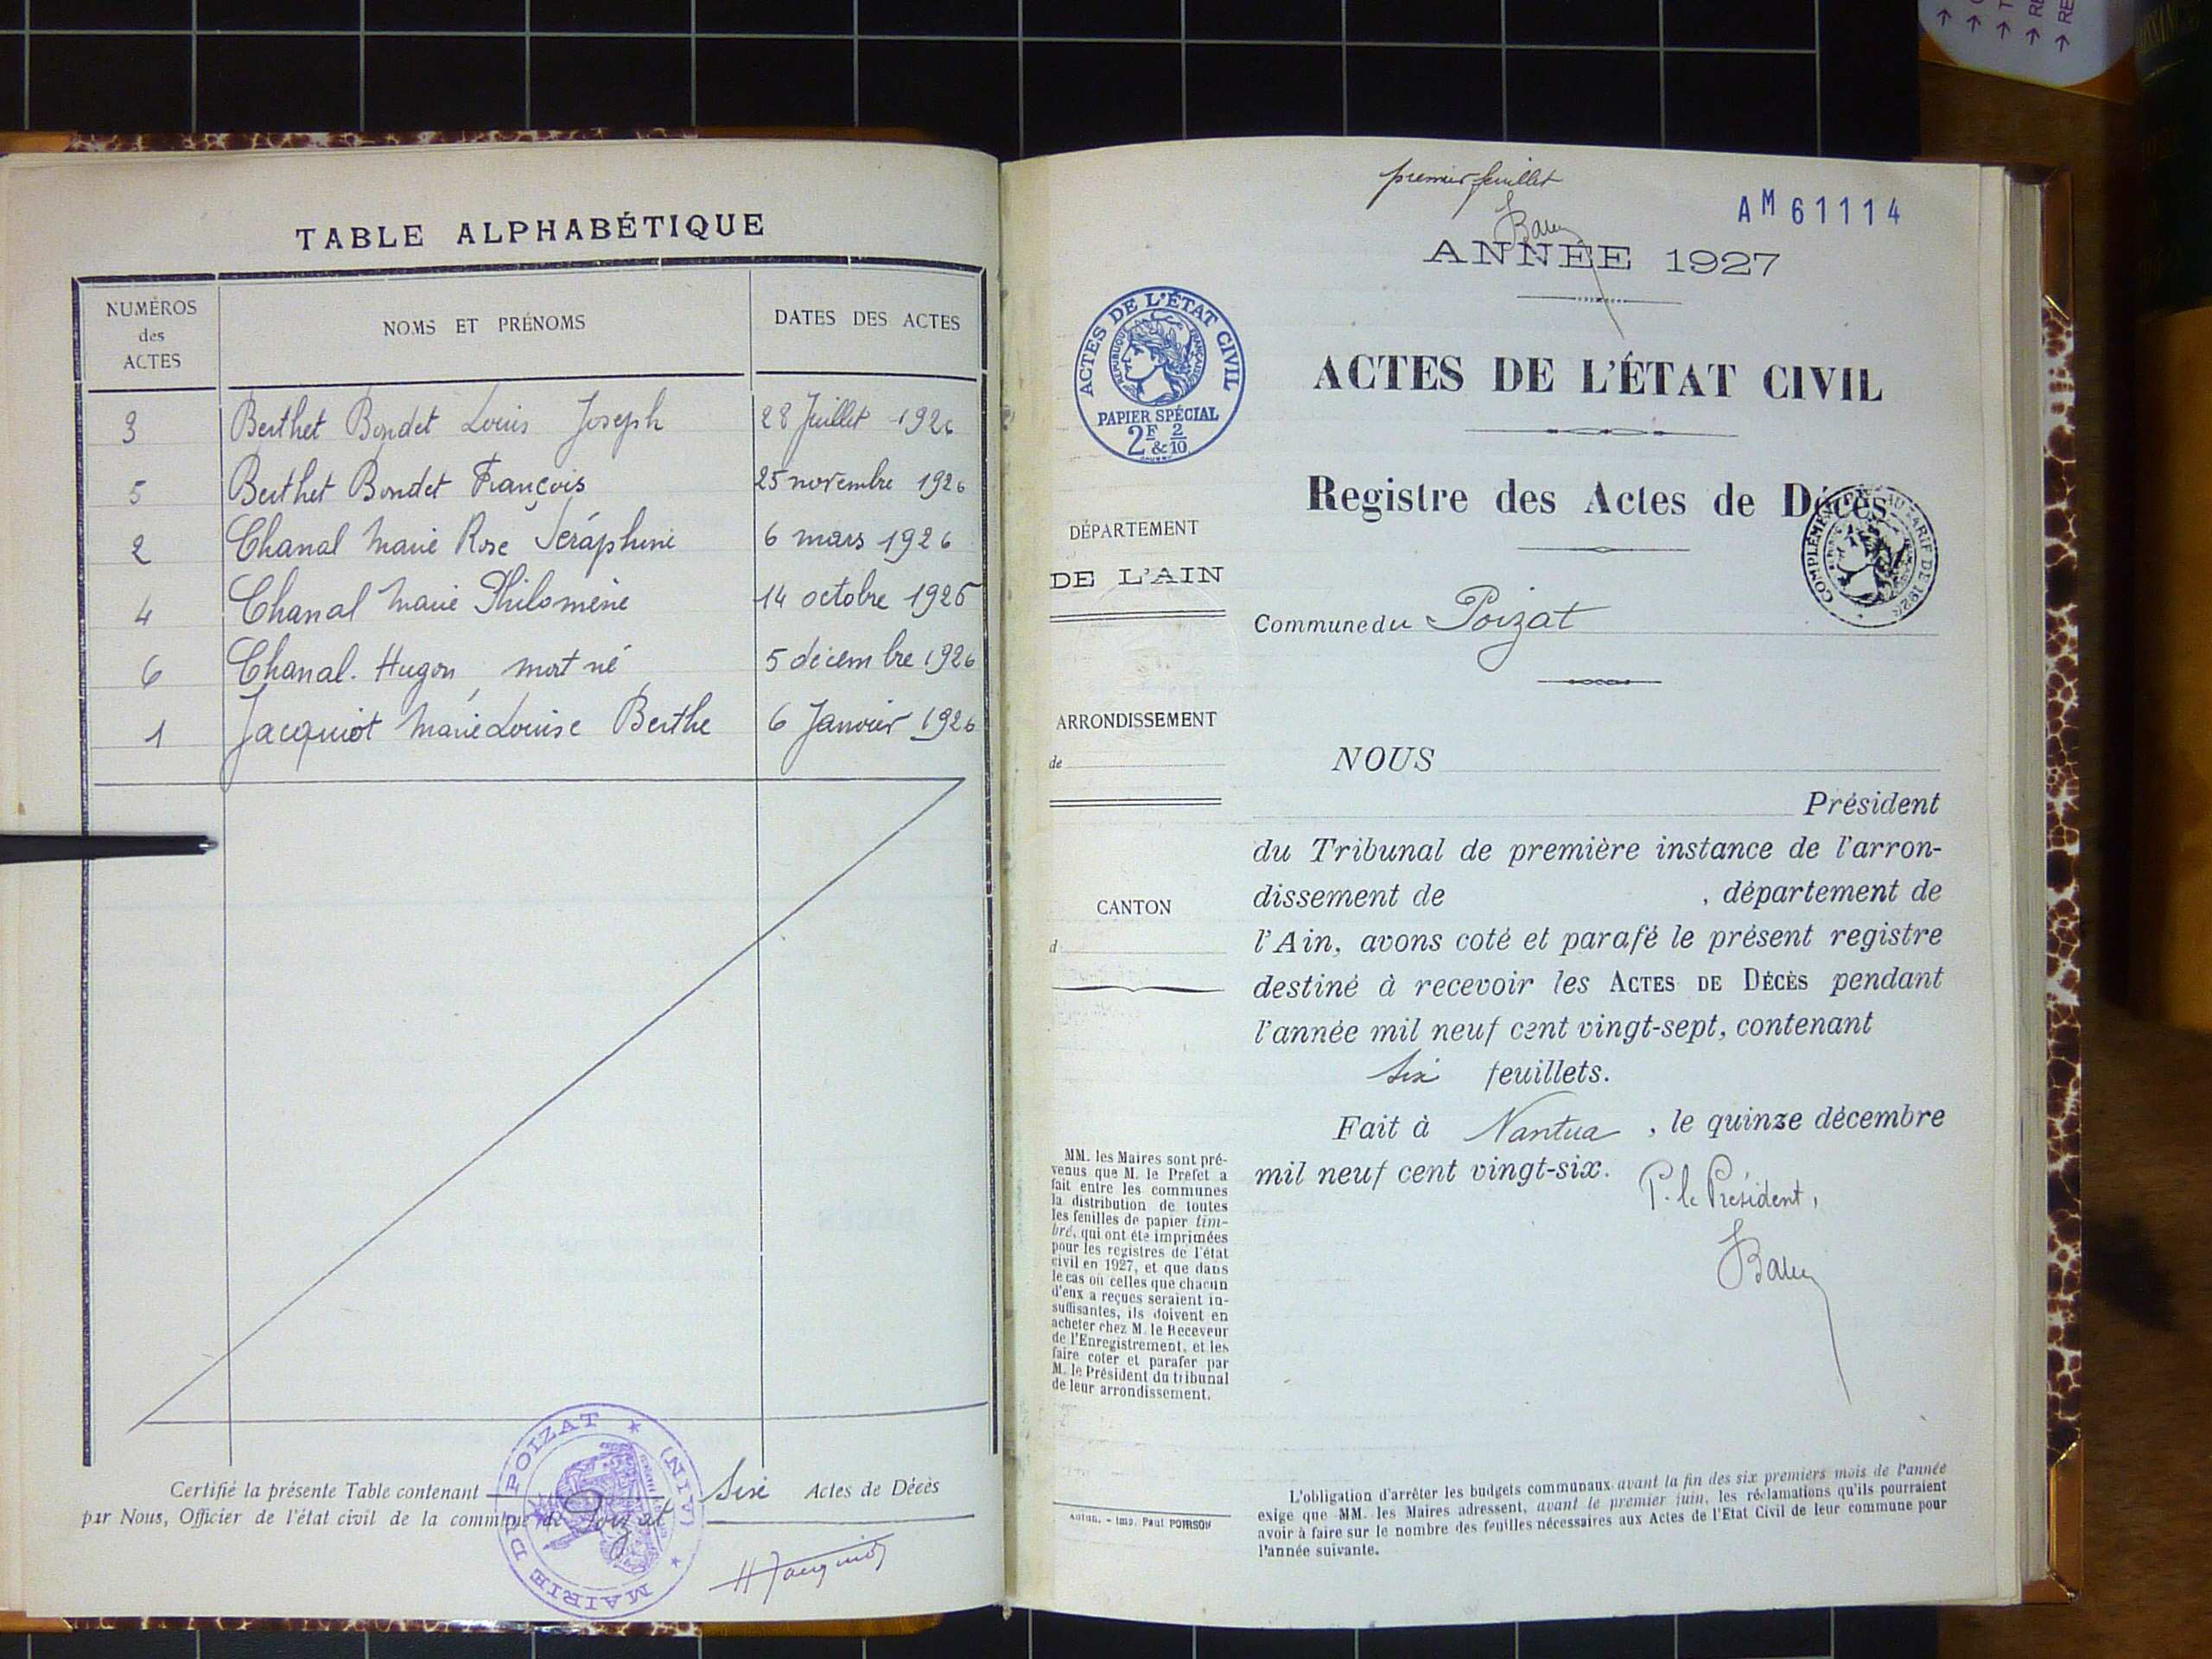 TABLE ALPHABÉTIQUE
NUMÉROS
des
ACTES
NOMS ET PRÉNOMS
DATES DES ACTES
3 Berthet Bondet Louis Joseph 28 Juillet 1926
5 Berthet Bondet François 25 novembre 1926
2 Chanal Marie Rose Séraphine 6 mars 1926
4 Chanal Marie Philomène 14 octobre 1926
6 Chanal. Hugon, mort né 5 décembre 1926
1 Jacquiot Marie Louise Berthe 6 Janvier 1926
Certifié la présente Table contenant Six Actes de Décès
par Nous, Officier de l'état civil de la commune de Poizat
MAIRIE DU POIZAT (AIN)
H Jacquiot
premier feuillet
AM 61114
ANNÉE 1927
ACTES DE L'ÉTAT CIVIL
RÉPUBLIQUE FRANÇAISE
PAPIER SPÉCIAL
2F & 2/10
ACTES DE L'ÉTAT CIVIL
Registre des Actes de Décès
COMPLÉMENT AU TARIF DE 1926
DÉPARTEMENT
DE L'AIN
Commune du Poizat
ARRONDISSEMENT
de
CANTON
d
NOUS
Président
du Tribunal de première instance de l'arron-
dissement de , département de
l'Ain, avons coté et parafé le présent registre
destiné à recevoir les ACTES DE DÉCÈS pendant
l'année mil neuf cent vingt-sept, contenant
six feuillets.
Fait à Nantua, le quinze décembre
mil neuf cent vingt-six.
P. le Président,
MM. les Maires sont pré-
venus que M. le Préfet a
fait entre les communes
la distribution de toutes
les feuilles de papier tim-
bré, qui ont été imprimées
pour les registres de l'état
civil en 1927, et que dans
le cas où celles que chacun
d'eux a reçues seraient in-
suffisantes, ils doivent en
acheter chez M. le Receveur
de l'Enregistrement, et les
faire coter et parafer par
M. le Président du tribunal
de leur arrondissement.
Autun. - Imp. Paul POIRSON
L'obligation d'arrêter les budgets communaux avant la fin des six premiers mois de l'année
exige que MM. les Maires adressent, avant le premier juin, les réclamations qu'ils pourraient
avoir à faire sur le nombre des feuilles nécessaires aux Actes de l'Etat Civil de leur commune pour
l'année suivante.